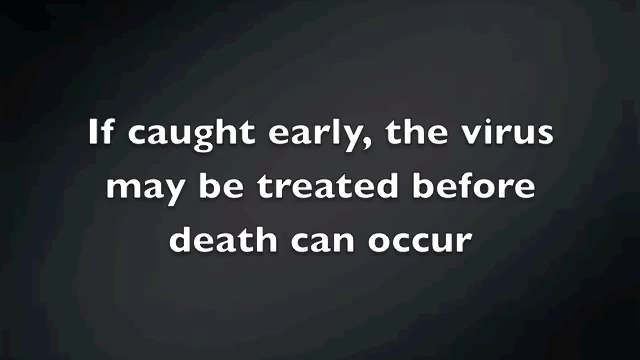 If caught early, the virus
may be treated before
death can occur